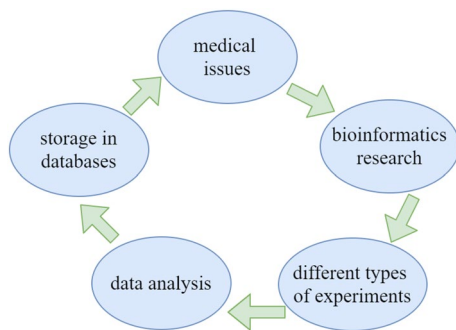 medical
issues
bioinformatics
research
different types
of experiments
data analysis
storage in
databases